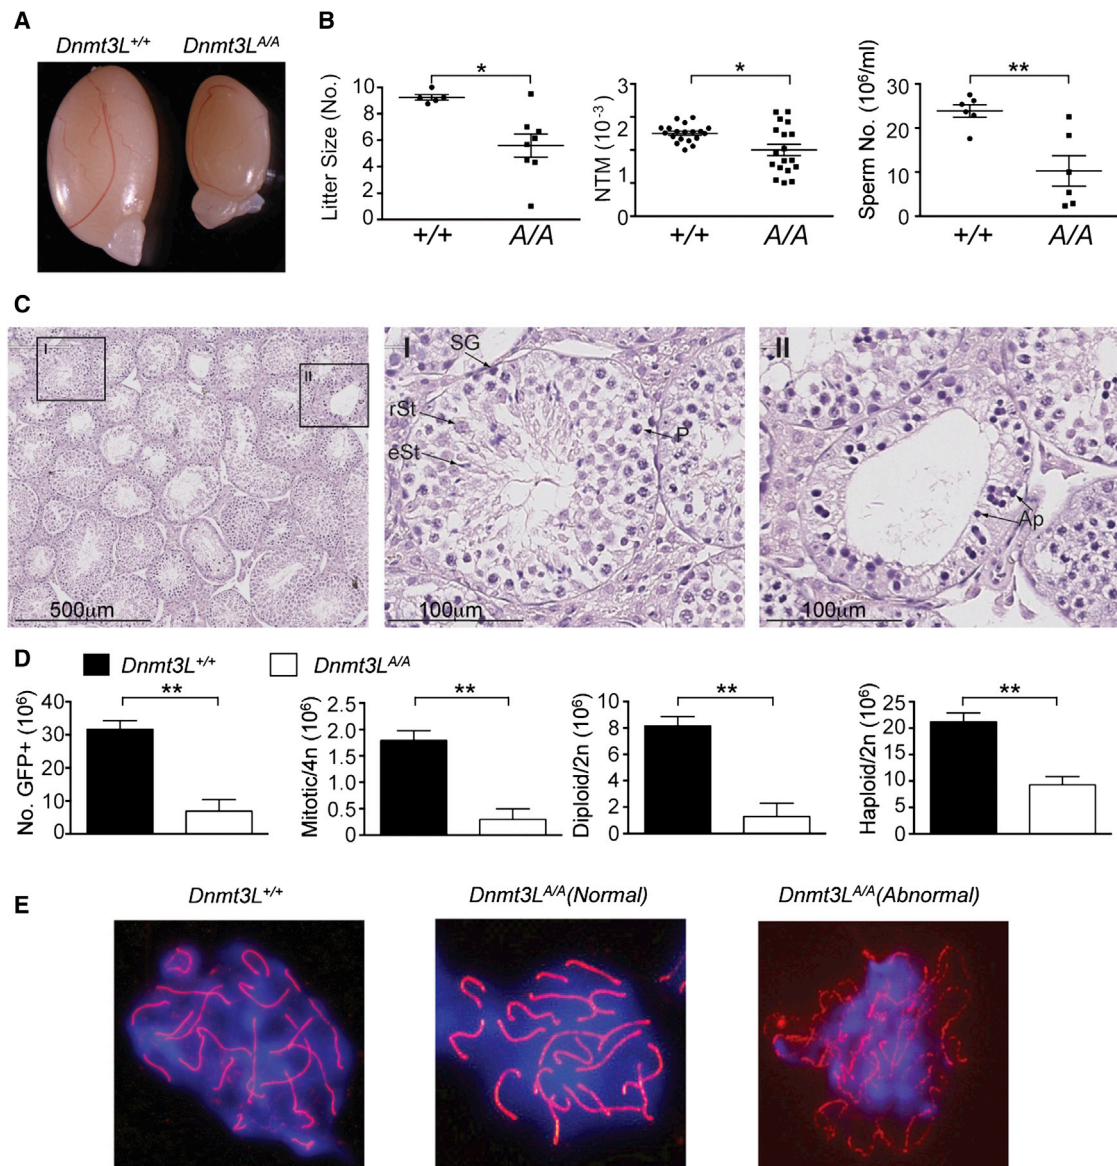 A
Dnmt3L+/+ Dnmt3LA/A
B
Litter Size (No.)
10
8
6
4
2
0
*
+/+ A/A
NTM (10-3)
3
2
2
1
1
0
*
+/+ A/A
Sperm No. (106/ml)
30
20
10
0
**
+/+ A/A
C
I
II
500µm
I
SG
rSt
eSt
P
100µm
II
Ap
100µm
D
Dnmt3L+/+ Dnmt3LA/A
No. GFP+ (106)
40
30
20
10
0
**
Mitotic/4n (106)
2.5
2.0
1.5
1.0
0.5
0
**
Diploid/2n (106)
10
8
6
4
2
0
**
Haploid/2n (106)
25
20
15
10
5
0
**
E
Dnmt3L+/+ Dnmt3LA/A(Normal) Dnmt3LA/A(Abnormal)